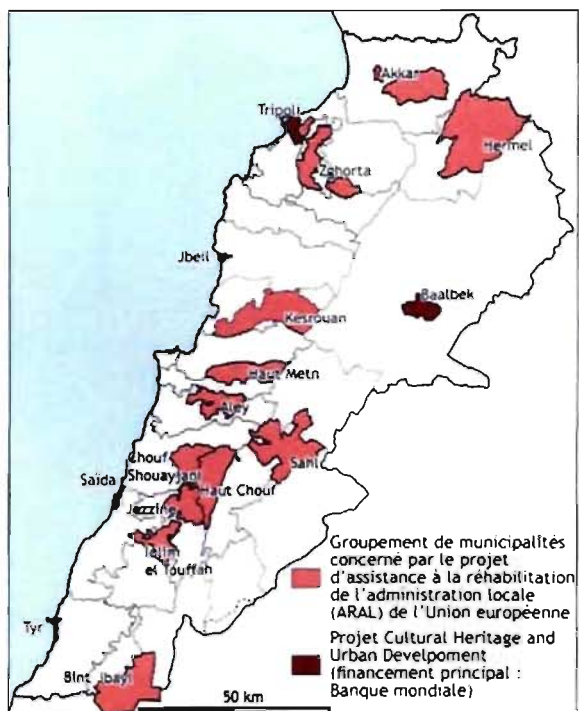 Akkar
Tripoli
Hermel
Zghorta
Jbeil
Baalbek
Kesrouan
Haut Metn
Aley
Chouf
Shouayjani
Sahl
Saïda
Haut Chouf
Jezzine
Iqlim
el Touffah
Tyr
Bint Jbayl
50 km
Groupement de municipalités
concerné par le projet
d'assistance à la réhabilitation
de l'administration locale
(ARAL) de l'Union européenne
Projet Cultural Heritage and
Urban Develpoment
(financement principal :
Banque mondiale)